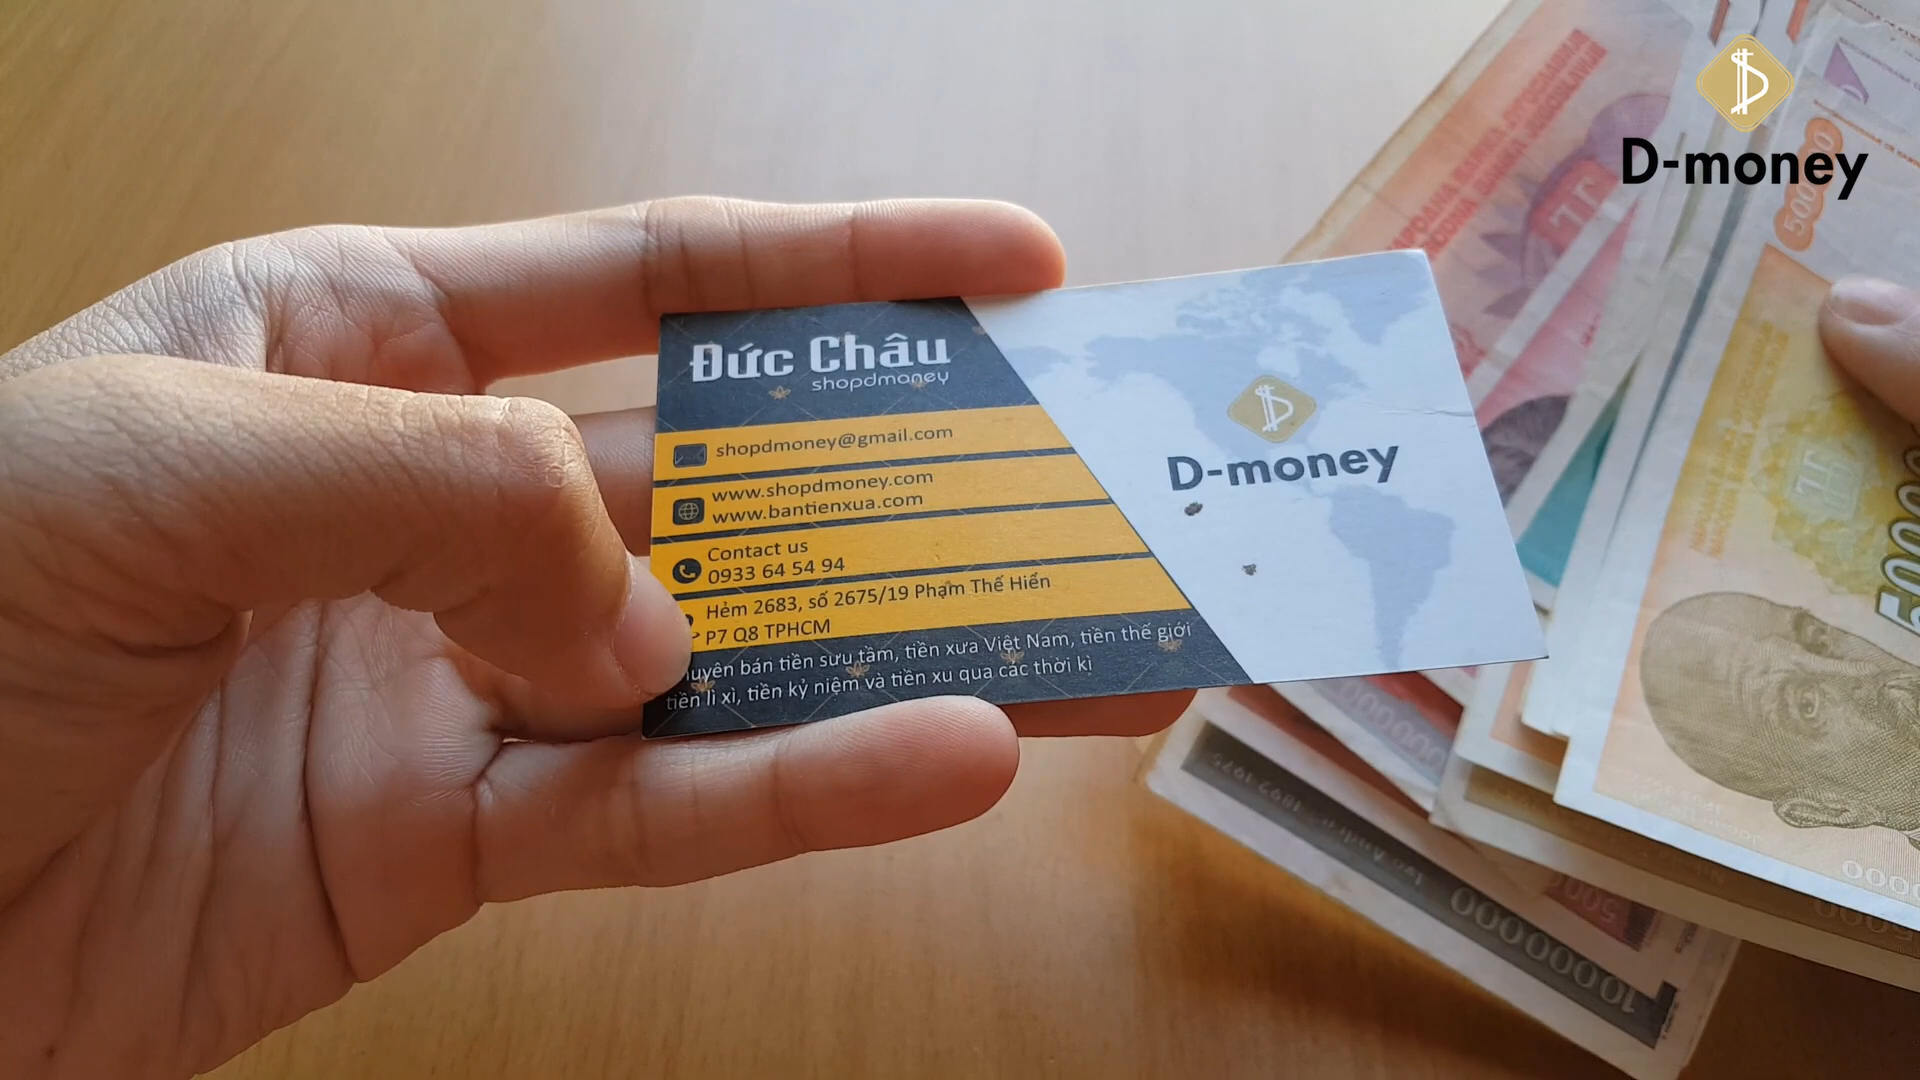 D-money
Đức Châu
shopdmoney
shopdmoney@gmail.com
www.shopdmoney.com
www.bantienxua.com
Contact us
0933 64 54 94
Hẻm 2683, số 2675/19 Phạm Thế Hiển
P7 Q8 TPHCM
bán tiền sưu tầm, tiền xưa Việt Nam, tiền thế giới
tiền lì xì, tiền kỷ niệm và tiền xu qua các thời kì
D-money